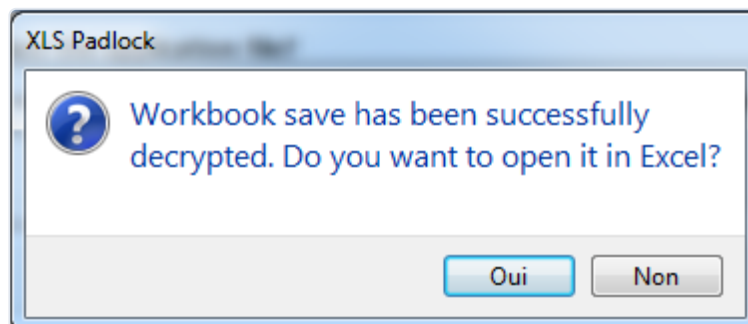 XLS Padlock
Workbook save has been successfully
decrypted. Do you want to open it in Excel?
Oui
Non